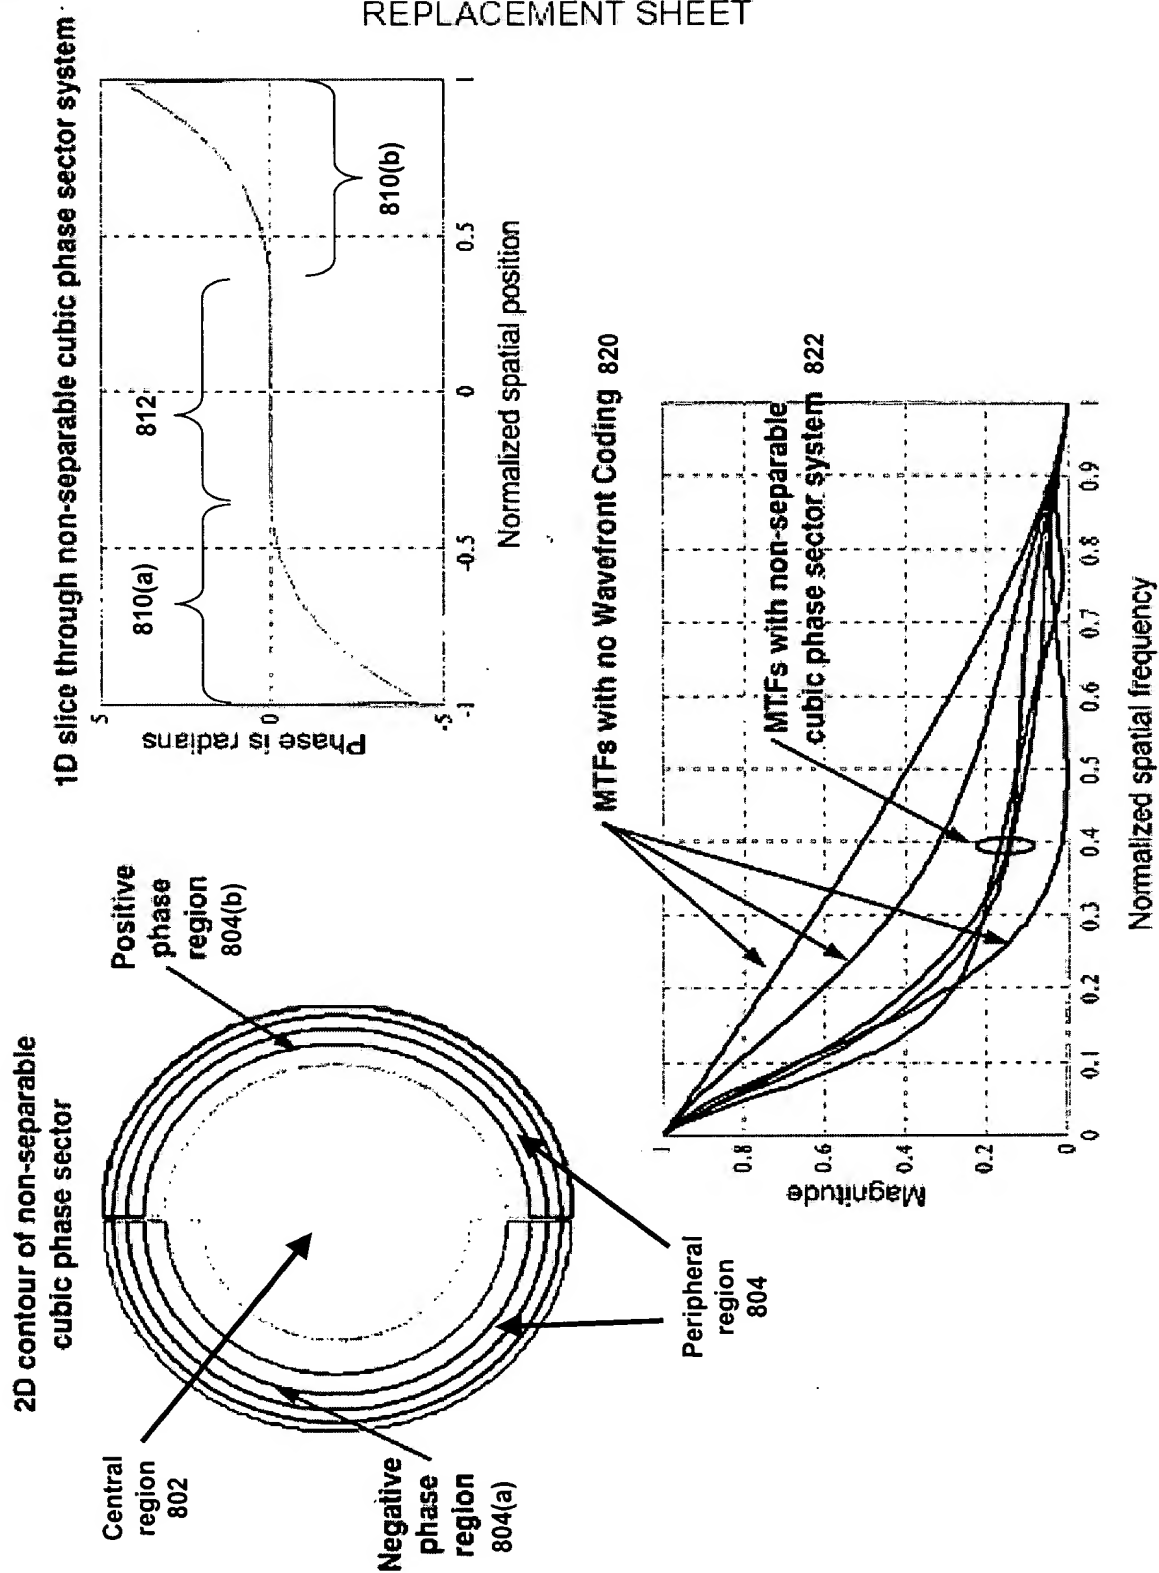 REPLACEMENT SHEET
2D contour of non-separable
cubic phase sector
Central
region
802
Negative
phase
region
804(a)
Positive
phase
region
804(b)
Peripheral
region
804
1D slice through non-separable cubic phase sector system
Phase is radians
5
0
-5
810(a)
812
810(b)
-1
-0.5
0
0.5
1
Normalized spatial position
MTFs with no Wavefront Coding 820
MTFs with non-separable
cubic phase sector system 822
Magnitude
1
0.8
0.6
0.4
0.2
0
0
0.1
0.2
0.3
0.4
0.5
0.6
0.7
0.8
0.9
1
Normalized spatial frequency